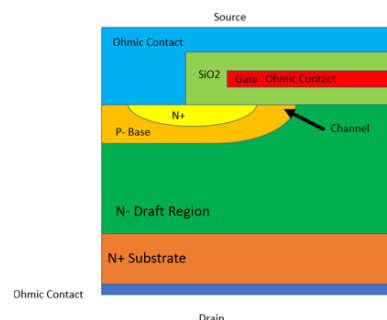 Source
Ohmic Contact
SiO2
Gate Ohmic Contact
N+
P- Base
Channel
N- Draft Region
N+ Substrate
Ohmic Contact
Drain